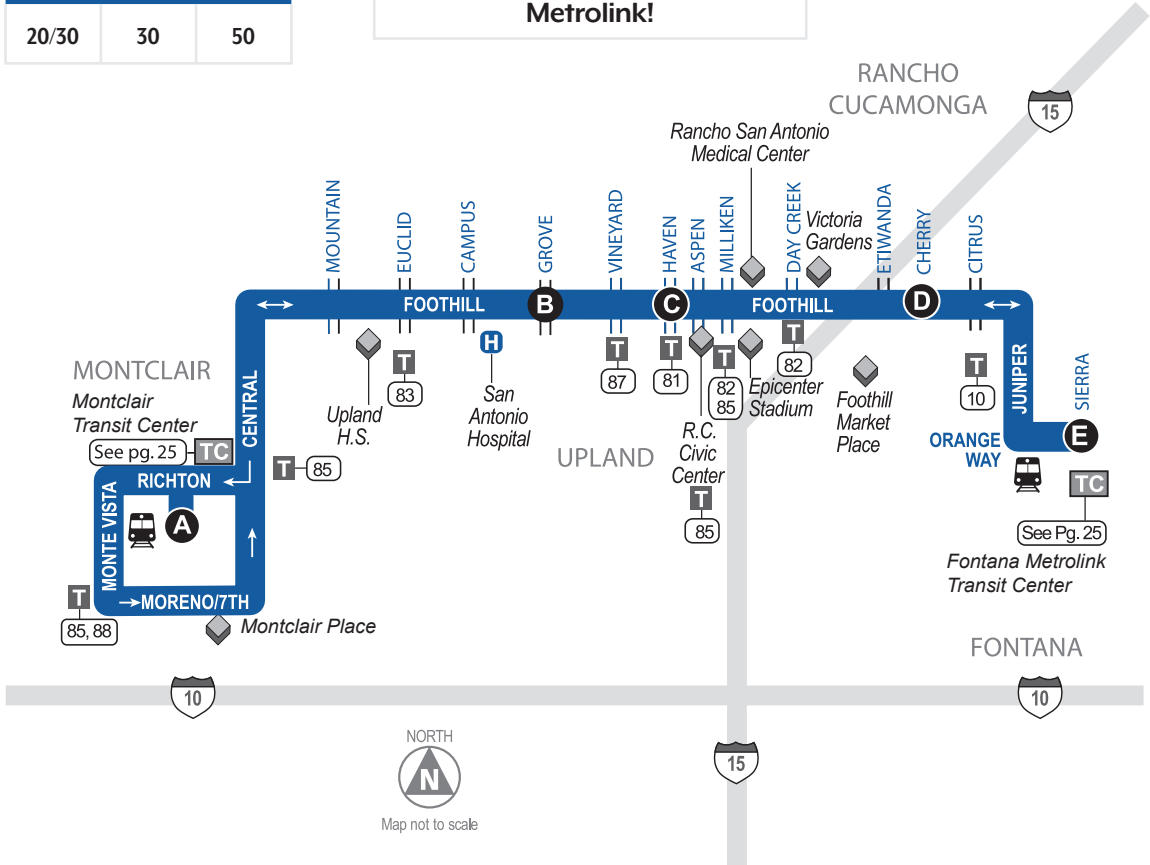 Metrolink!
20/30 30 50
RANCHO
CUCAMONGA
15
Rancho San Antonio
Medical Center
MOUNTAIN
EUCLID
CAMPUS
GROVE
VINEYARD
HAVEN
ASPEN
MILLIKEN
DAY CREEK
Victoria
Gardens
ETIWANDA
CHERRY
CITRUS
FOOTHILL
B
C
FOOTHILL
D
MONTCLAIR
Montclair
Transit Center
See pg. 25
TC
CENTRAL
Upland
H.S.
T
83
H
San
Antonio
Hospital
T
87
T
81
T
82
85
R.C.
Civic
Center
T
85
Epicenter
Stadium
T
82
Foothill
Market
Place
T
10
JUNIPER
SIERRA
ORANGE
WAY
E
UPLAND
T
85
RICHTON
MONTE VISTA
A
MORENO/7TH
T
85, 88
Montclair Place
TC
See Pg. 25
Fontana Metrolink
Transit Center
FONTANA
10
10
15
NORTH
N
Map not to scale